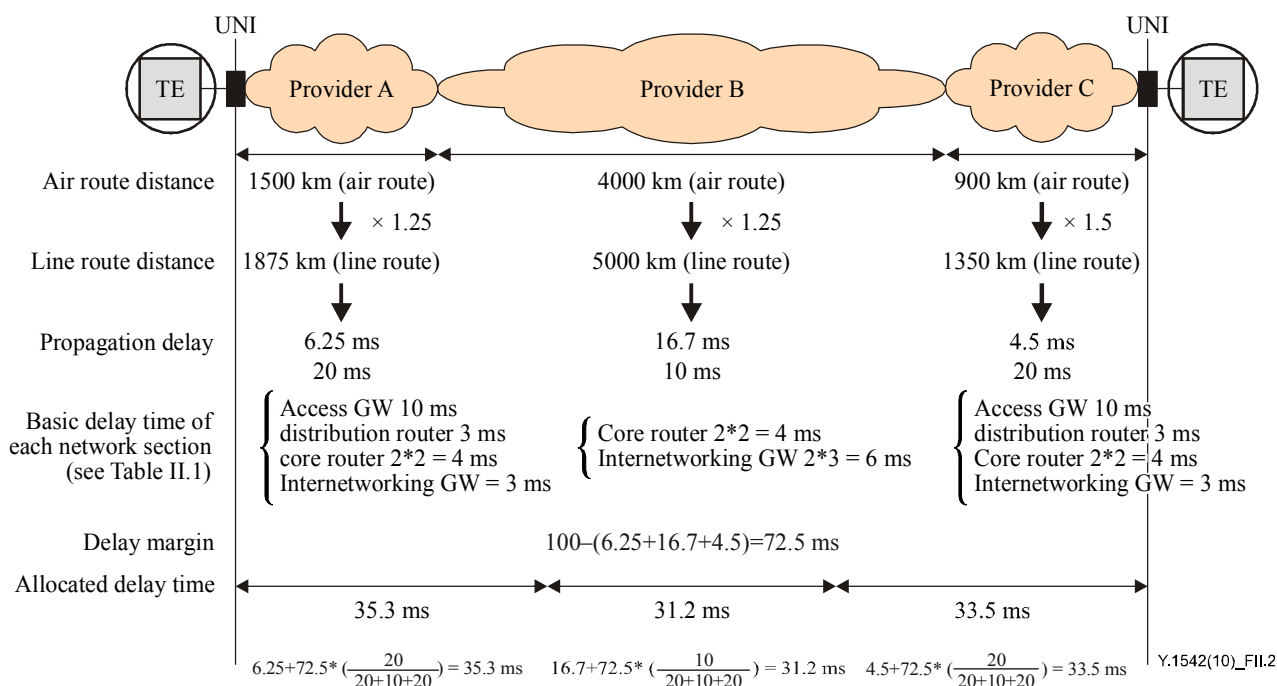 UNI UNI
TE Provider A Provider B Provider C TE
Air route distance 1500 km (air route) 4000 km (air route) 900 km (air route)
× 1.25 × 1.25 × 1.5
Line route distance 1875 km (line route) 5000 km (line route) 1350 km (line route)
Propagation delay 6.25 ms 16.7 ms 4.5 ms
20 ms 10 ms 20 ms
Basic delay time of
each network section
(see Table II.1)
Access GW 10 ms
distribution router 3 ms
core router 2*2 = 4 ms
Internetworking GW = 3 ms
Core router 2*2 = 4 ms
Internetworking GW 2*3 = 6 ms
Access GW 10 ms
distribution router 3 ms
Core router 2*2 = 4 ms
Internetworking GW = 3 ms
Delay margin 100–(6.25+16.7+4.5)=72.5 ms
Allocated delay time
35.3 ms 31.2 ms 33.5 ms
6.25+72.5* (20/20+10+20) = 35.3 ms 16.7+72.5* (10/20+10+20) = 31.2 ms 4.5+72.5* (20/20+10+20) = 33.5 ms
Y.1542(10)_FII.2